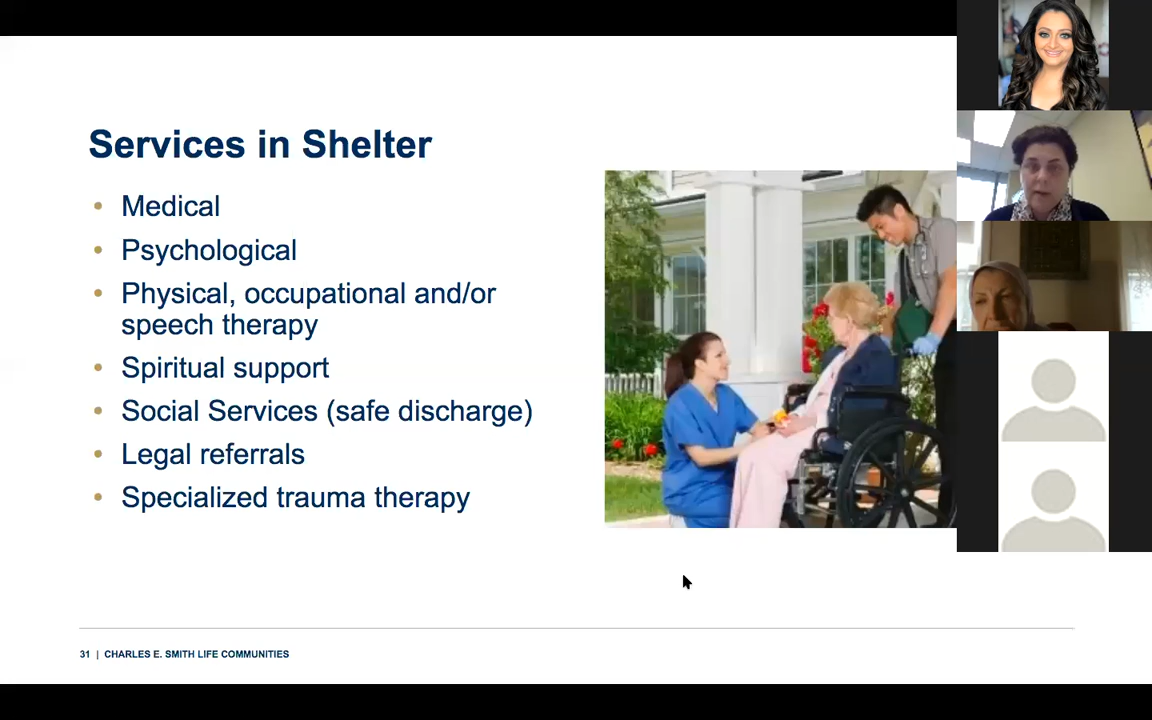 Services in Shelter
• Medical
• Psychological
• Physical, occupational and/or
speech therapy
• Spiritual support
• Social Services (safe discharge)
• Legal referrals
• Specialized trauma therapy
31 | CHARLES E. SMITH LIFE COMMUNITIES